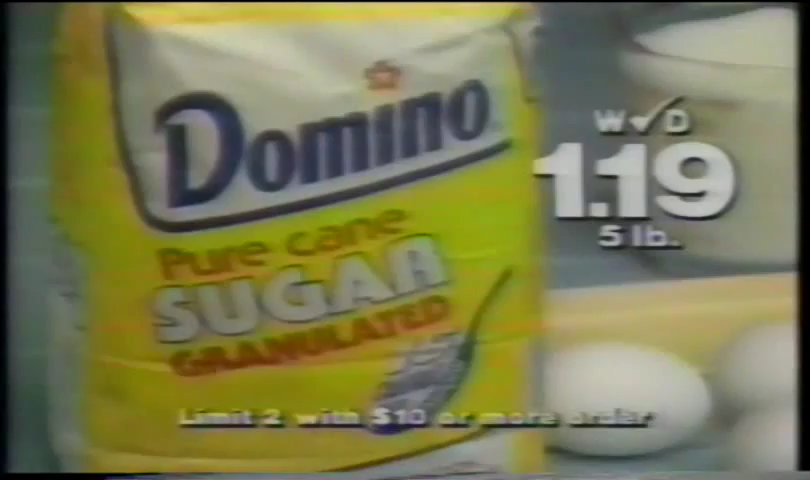 Domino
Pure cane
SUGAR
GRANULATED
W✓D
1.19
5 lb.
Limit 2 with $10 or more order